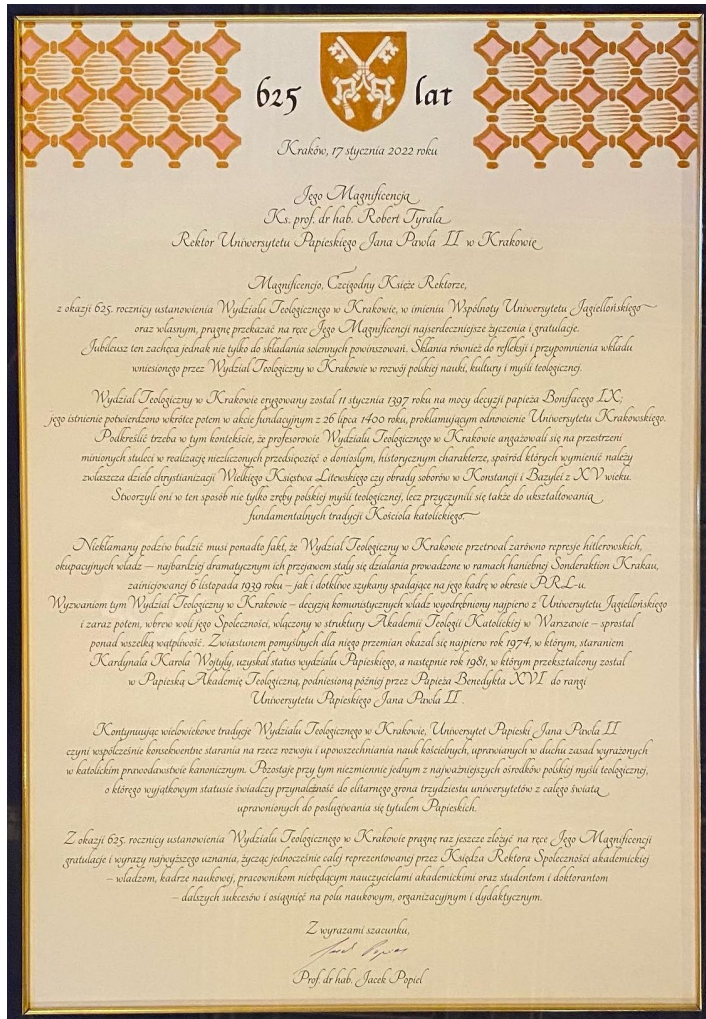 625 lat
Kraków, 17 stycznia 2022 roku
Jego Magnificencja
Ks. prof. dr hab. Robert Tyrała
Rektor Uniwersytetu Papieskiego Jana Pawła II w Krakowie
Magnificencjo, Czcigodny Księże Rektorze,
z okazji 625. rocznicy ustanowienia Wydziału Teologicznego w Krakowie, w imieniu Wspólnoty Uniwersytetu Jagiellońskiego
oraz własnym, pragnę przekazać na ręce Jego Magnificencji najserdeczniejsze życzenia i gratulacje.
Jubileusz ten zachęca jednak nie tylko do składania solennych powinszowań. Skłania również do refleksji i przypomnienia wkładu
wniesionego przez Wydział Teologiczny w Krakowie w rozwój polskiej nauki, kultury i myśli teologicznej.
Wydział Teologiczny w Krakowie erygowany został 11 stycznia 1397 roku na mocy decyzji papieża Bonifacego IX;
jego istnienie potwierdzono wkrótce potem w akcie fundacyjnym z 26 lipca 1400 roku, proklamującym odnowienie Uniwersytetu Krakowskiego.
Podkreślić trzeba w tym kontekście, że profesorowie Wydziału Teologicznego w Krakowie angażowali się na przestrzeni
minionych stuleci w realizację niezliczonych przedsięwzięć o doniosłym, historycznym charakterze, spośród których wymienić należy
zwłaszcza dzieło chrystianizacji Wielkiego Księstwa Litewskiego czy obrady soborów w Konstancji i Bazylei z XV wieku.
Stworzyli oni w ten sposób nie tylko zręby polskiej myśli teologicznej, lecz przyczynili się także do ukształtowania
fundamentalnych tradycji Kościoła katolickiego.
Niekłamany podziw budzić musi ponadto fakt, że Wydział Teologiczny w Krakowie przetrwał zarówno represje hitlerowskich,
okupacyjnych władz – najbardziej dramatycznym ich przejawem stały się działania prowadzone w ramach haniebnej Sonderaktion Krakau,
zainicjowanej 6 listopada 1939 roku – jak i dotkliwe szykany spadające na jego kadrę w okresie PRL-u.
Wyzwaniom tym Wydział Teologiczny w Krakowie – decyzją komunistycznych władz wyodrębniony najpierw z Uniwersytetu Jagiellońskiego
i zaraz potem, wbrew woli jego Społeczności, włączony w struktury Akademii Teologii Katolickiej w Warszawie – sprostał
ponad wszelką wątpliwość. Zwiastunem pomyślnych dla niego przemian okazał się najpierw rok 1974, w którym, staraniem
Kardynała Karola Wojtyły, uzyskał status wydziału Papieskiego, a następnie rok 1981, w którym przekształcony został
w Papieską Akademię Teologiczną, podniesioną później przez Papieża Benedykta XVI do rangi
Uniwersytetu Papieskiego Jana Pawła II.
Kontynuując wielowiekowe tradycje Wydziału Teologicznego w Krakowie, Uniwersytet Papieski Jana Pawła II
czyni współcześnie konsekwentne starania na rzecz rozwoju i upowszechniania nauk kościelnych, uprawianych w duchu zasad wyrażonych
w katolickim prawodawstwie kanonicznym. Pozostaje przy tym niezmiennie jednym z najważniejszych ośrodków polskiej myśli teologicznej,
o którego wyjątkowym statusie świadczy przynależność do elitarnego grona trzydziestu uniwersytetów z całego świata
uprawnionych do posługiwania się tytułem Papieskich.
Z okazji 625. rocznicy ustanowienia Wydziału Teologicznego w Krakowie pragnę raz jeszcze złożyć na ręce Jego Magnificencji
gratulacje i wyrazy najwyższego uznania, życząc jednocześnie całej reprezentowanej przez Księdza Rektora Społeczności akademickiej
– władzom, kadrze naukowej, pracownikom niebędącym nauczycielami akademickimi oraz studentom i doktorantom
– dalszych sukcesów i osiągnięć na polu naukowym, organizacyjnym i dydaktycznym.
Z wyrazami szacunku,
Jacek Popiel
Prof. dr hab. Jacek Popiel